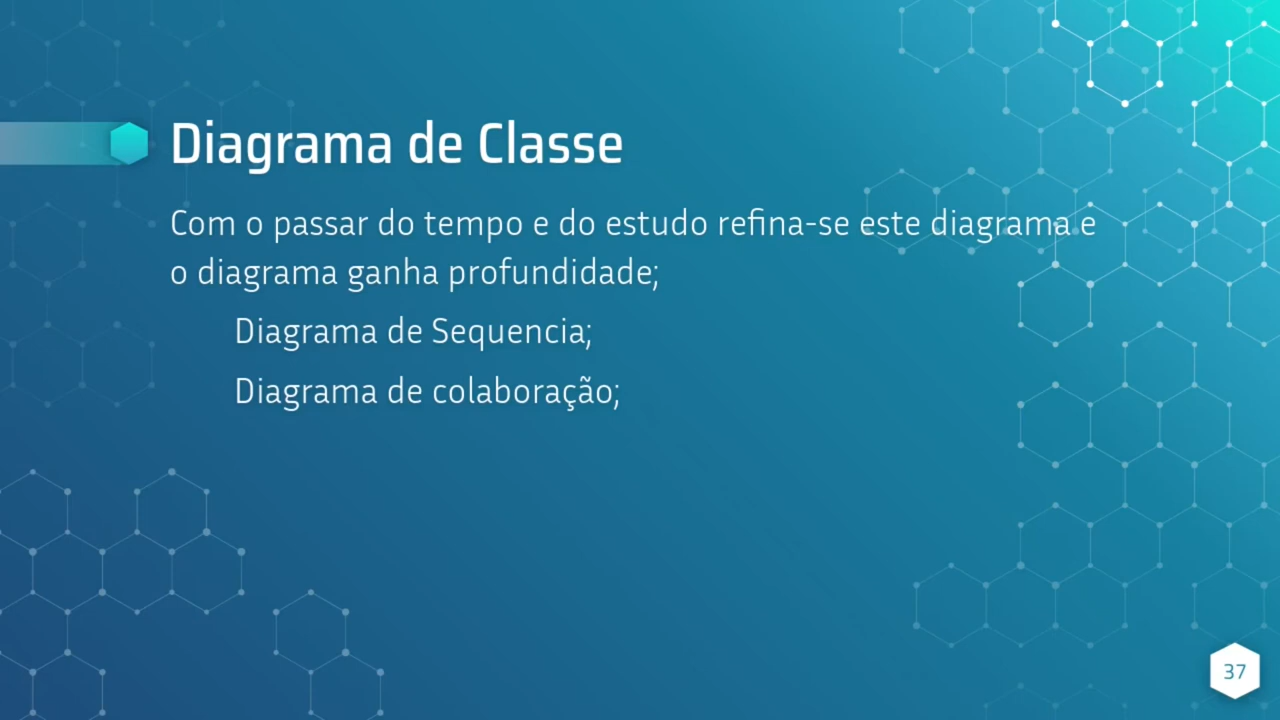 Diagrama de Classe
Com o passar do tempo e do estudo refina-se este diagrama e
o diagrama ganha profundidade;
Diagrama de Sequencia;
Diagrama de colaboração;
37